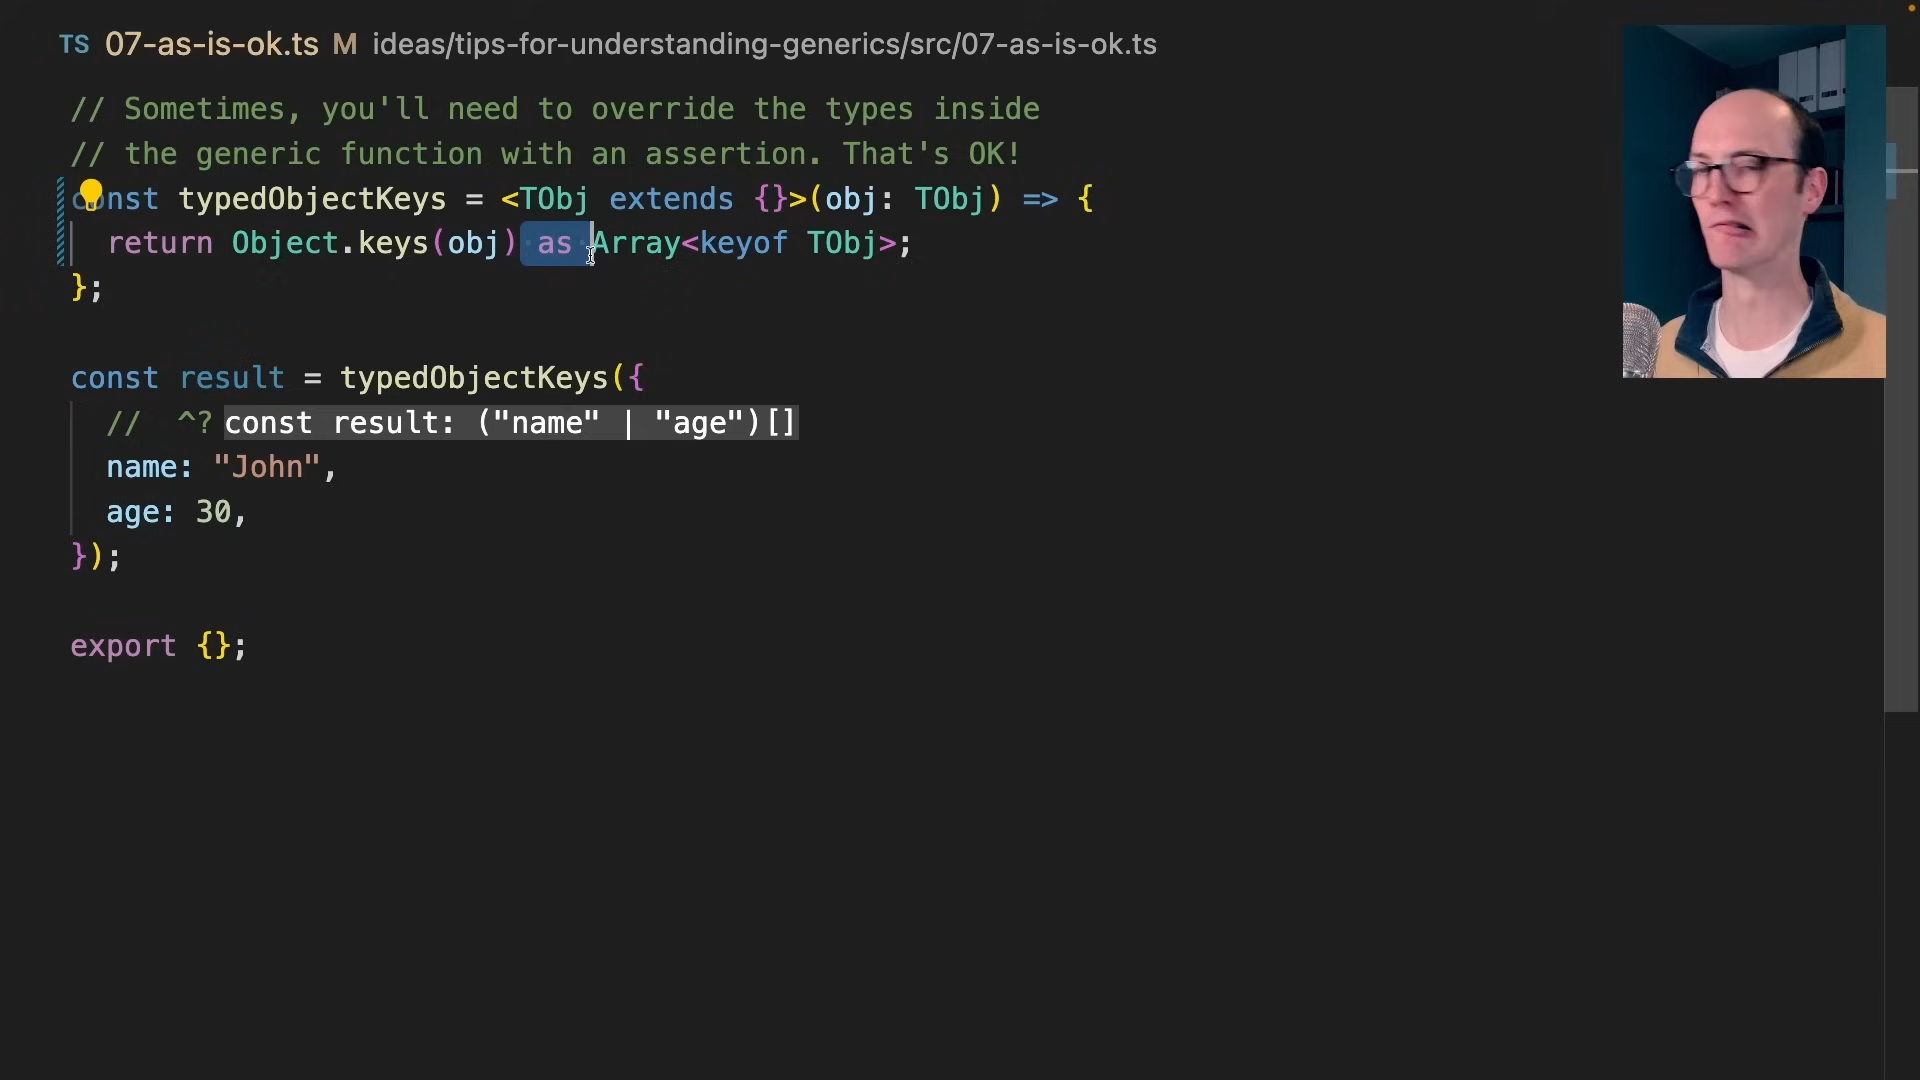 TS 07-as-is-ok.ts M ideas/tips-for-understanding-generics/src/07-as-is-ok.ts
// Sometimes, you'll need to override the types inside
// the generic function with an assertion. That's OK!
const typedObjectKeys = <TObj extends {}>(obj: TObj) => {
return Object.keys(obj) as Array<keyof TObj>;
};
const result = typedObjectKeys({
// ^? const result: ("name" | "age")[]
name: "John",
age: 30,
});
export {};